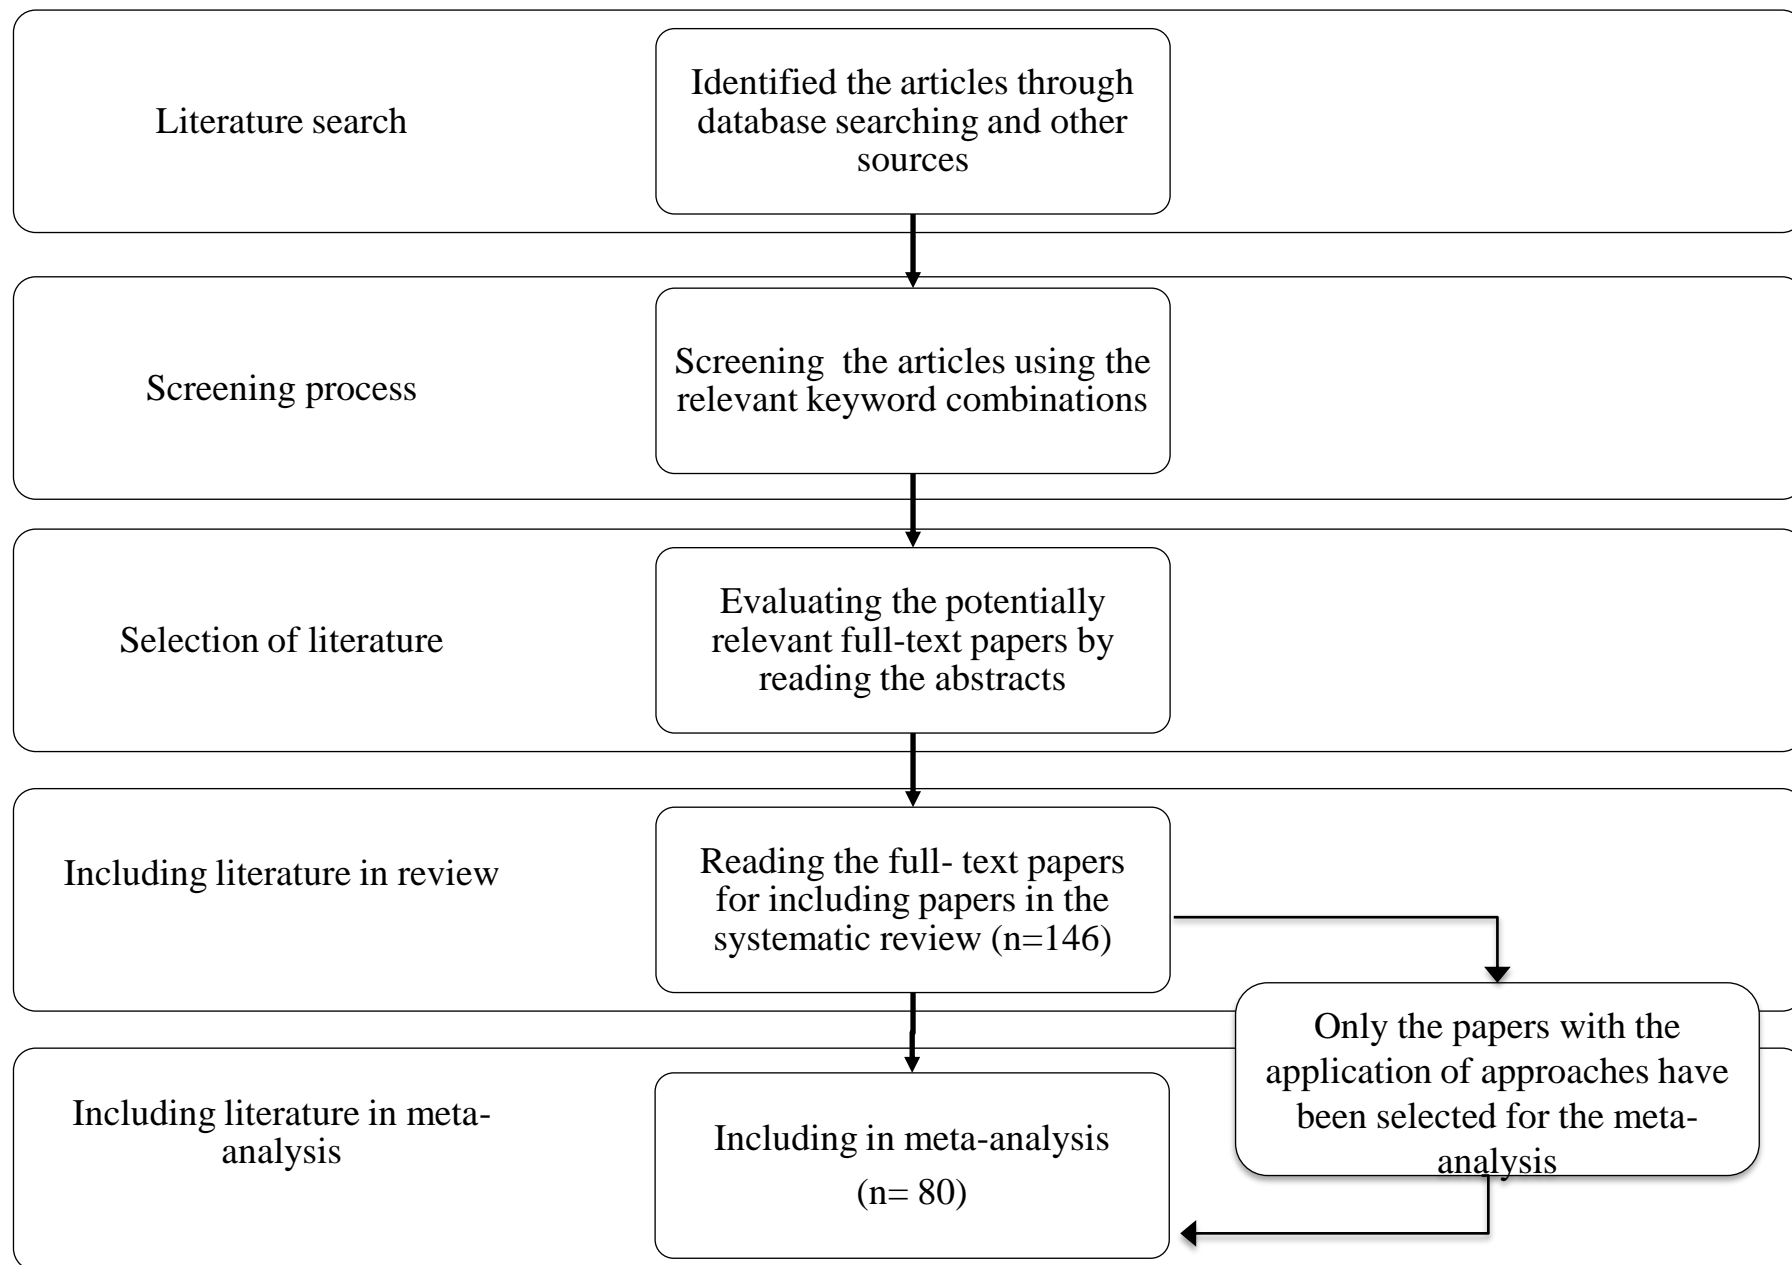 Literature search
Identified the articles through
database searching and other
sources
Screening process
Screening  the articles using the
relevant keyword combinations
Selection of literature
Evaluating the potentially
relevant full-text papers by
reading the abstracts
Including literature in review
Reading the full- text papers
for including papers in the
systematic review (n=146)
Only the papers with the
application of approaches have
been selected for the meta-
analysis
Including literature in meta-
analysis
Including in meta-analysis
(n= 80)